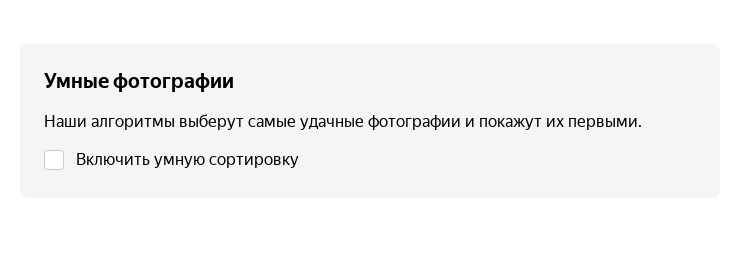 Умные фотографии
Наши алгоритмы выберут самые удачные фотографии и покажут их первыми.
Включить умную сортировку